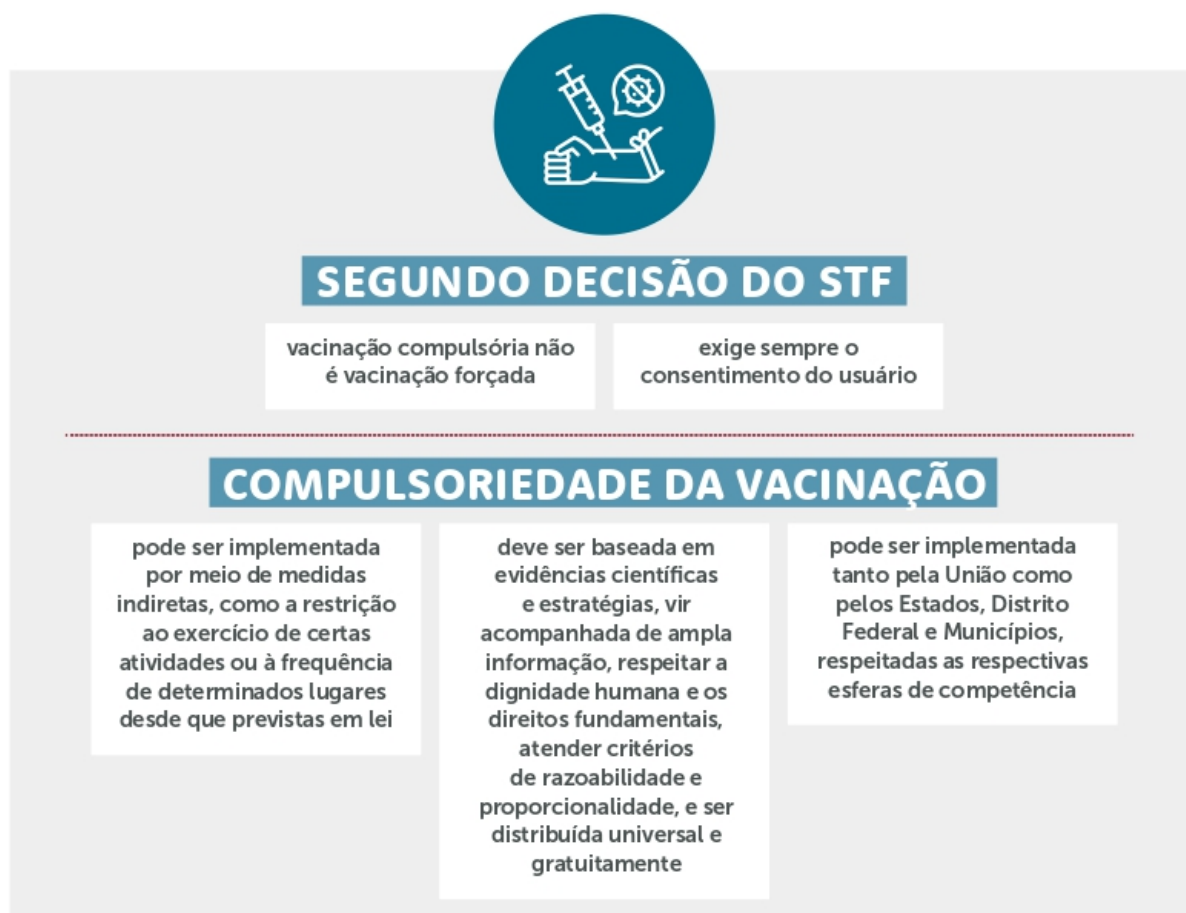 SEGUNDO DECISÃO DO STF
vacinação compulsória não
é vacinação forçada
exige sempre o
consentimento do usuário
COMPULSORIEDADE DA VACINAÇÃO
pode ser implementada
por meio de medidas
indiretas, como a restrição
ao exercício de certas
atividades ou à frequência
de determinados lugares
desde que previstas em lei
deve ser baseada em
evidências científicas
e estratégias, vir
acompanhada de ampla
informação, respeitar a
dignidade humana e os
direitos fundamentais,
atender critérios
de razoabilidade e
proporcionalidade, e ser
distribuída universal e
gratuitamente
pode ser implementada
tanto pela União como
pelos Estados, Distrito
Federal e Municípios,
respeitadas as respectivas
esferas de competência